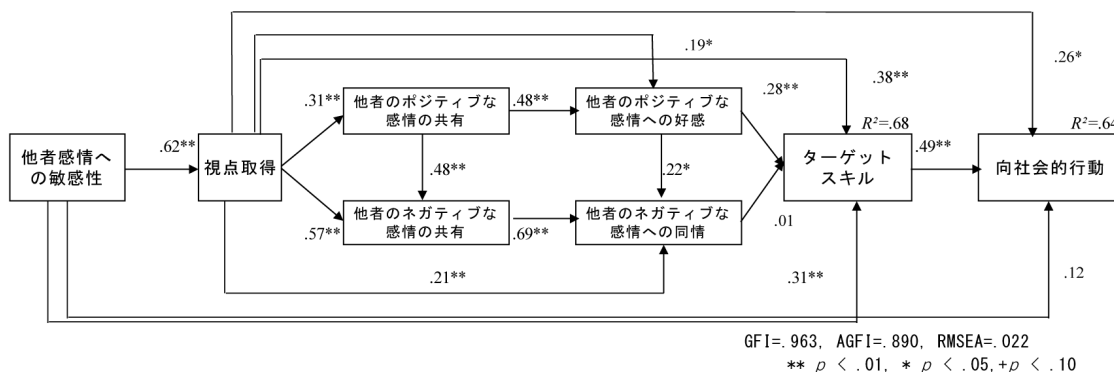 .19*
.26*
.38**
.31**
他者のポジティブな
感情の共有
.48**
他者のポジティブな
感情への好感
.28**
R²=.68
R²=.64
他者感情へ
の敏感性
.62**
視点取得
.48**
.22*
ターゲット
スキル
.49**
向社会的行動
.57**
他者のネガティブな
感情の共有
.69**
他者のネガティブな
感情への同情
.01
.21**
.31**
.12
GFI=.963, AGFI=.890, RMSEA=.022
** p < .01, * p < .05,+p < .10